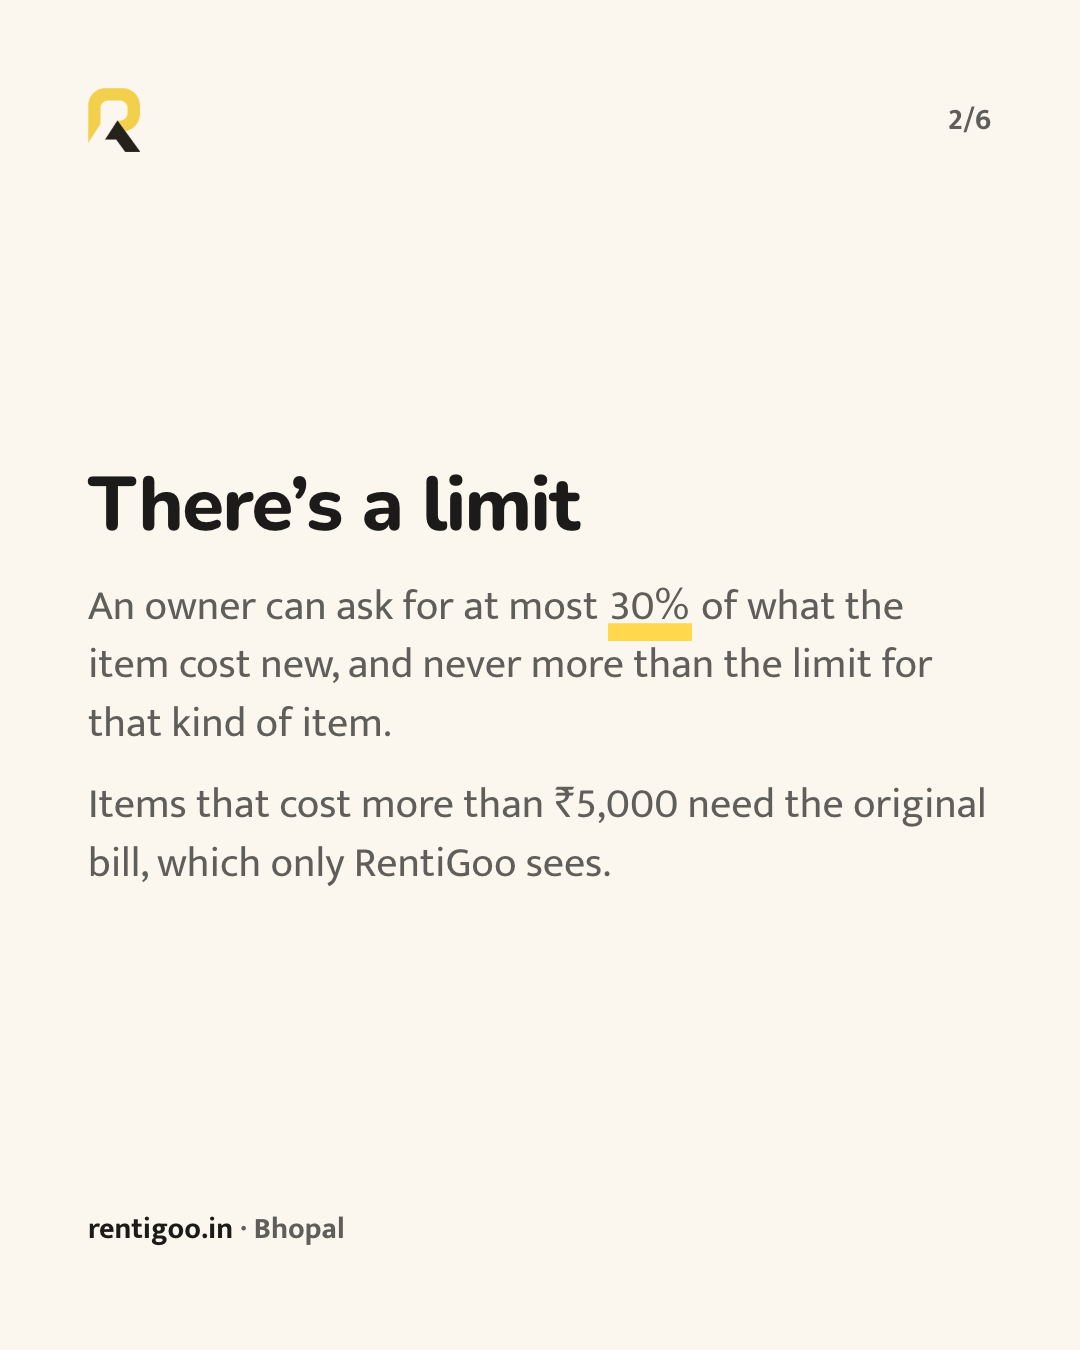 2/6
There’s a limit
An owner can ask for at most 30% of what the
item cost new, and never more than the limit for
that kind of item.
Items that cost more than ₹5,000 need the original
bill, which only RentiGoo sees.
rentigoo.in · Bhopal